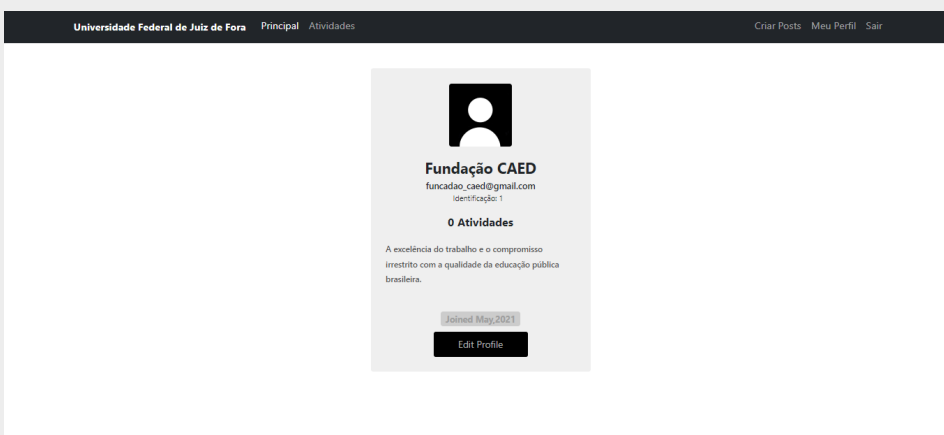 Universidade Federal de Juiz de Fora Principal Atividades Criar Posts Meu Perfil Sair
Fundação CAED
funcadao_caed@gmail.com
Identificação: 1
0 Atividades
A excelência do trabalho e o compromisso
irrestrito com a qualidade da educação pública
brasileira.
Joined May,2021
Edit Profile